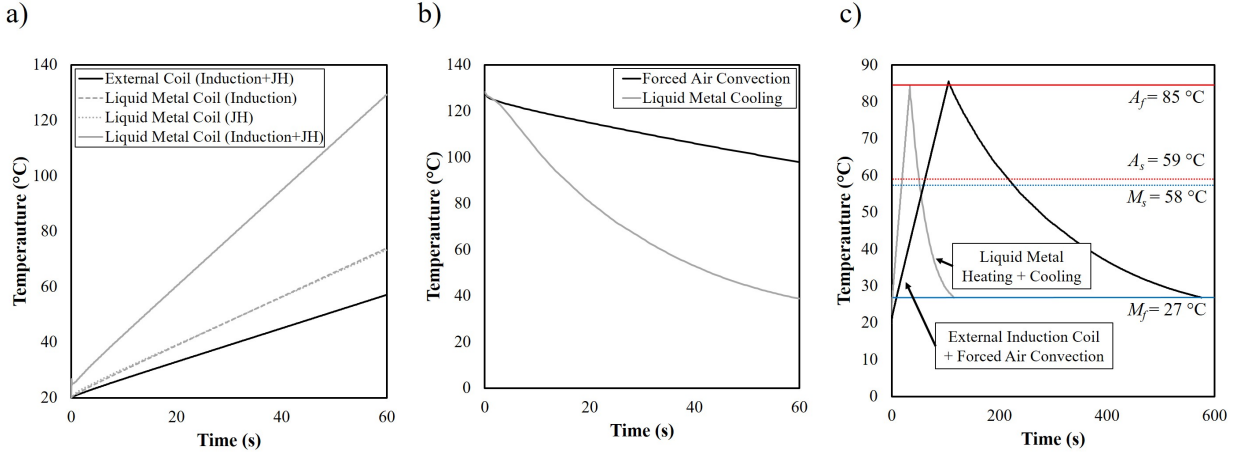 a)
140
120
100
80
60
40
20
0
20
40
60
Temperauture (°C)
Time (s)
External Coil (Induction+JH)
Liquid Metal Coil (Induction)
Liquid Metal Coil (JH)
Liquid Metal Coil (Induction+JH)
b)
140
120
100
80
60
40
20
0
0
20
40
60
Temperauture (°C)
Time (s)
Forced Air Convection
Liquid Metal Cooling
c)
90
80
70
60
50
40
30
20
10
0
0
200
400
600
Temperauture (°C)
Time (s)
Af = 85 °C
As = 59 °C
Ms = 58 °C
Liquid Metal
Heating + Cooling
Mf = 27 °C
External Induction Coil
+ Forced Air Convection